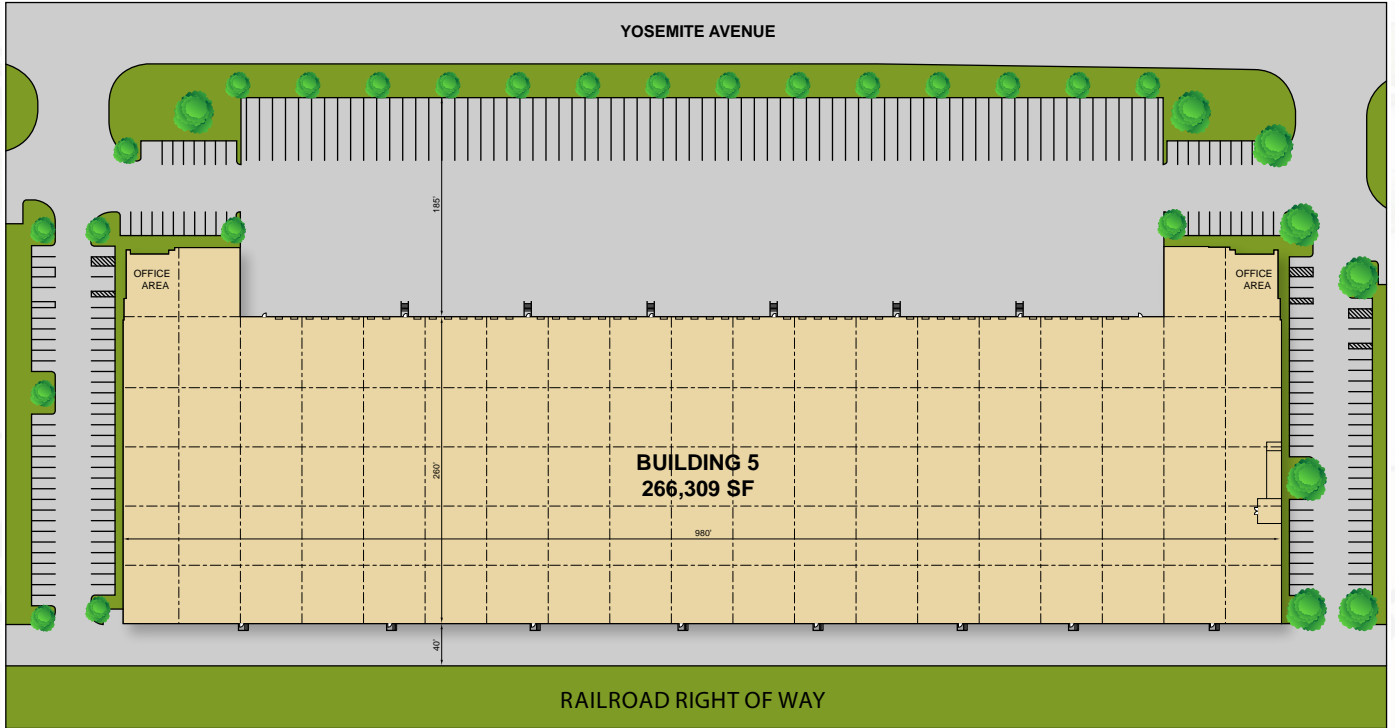 YOSEMITE AVENUE
185'
OFFICE
AREA
OFFICE
AREA
BUILDING 5
266,309 SF
260'
980'
40'
RAILROAD RIGHT OF WAY